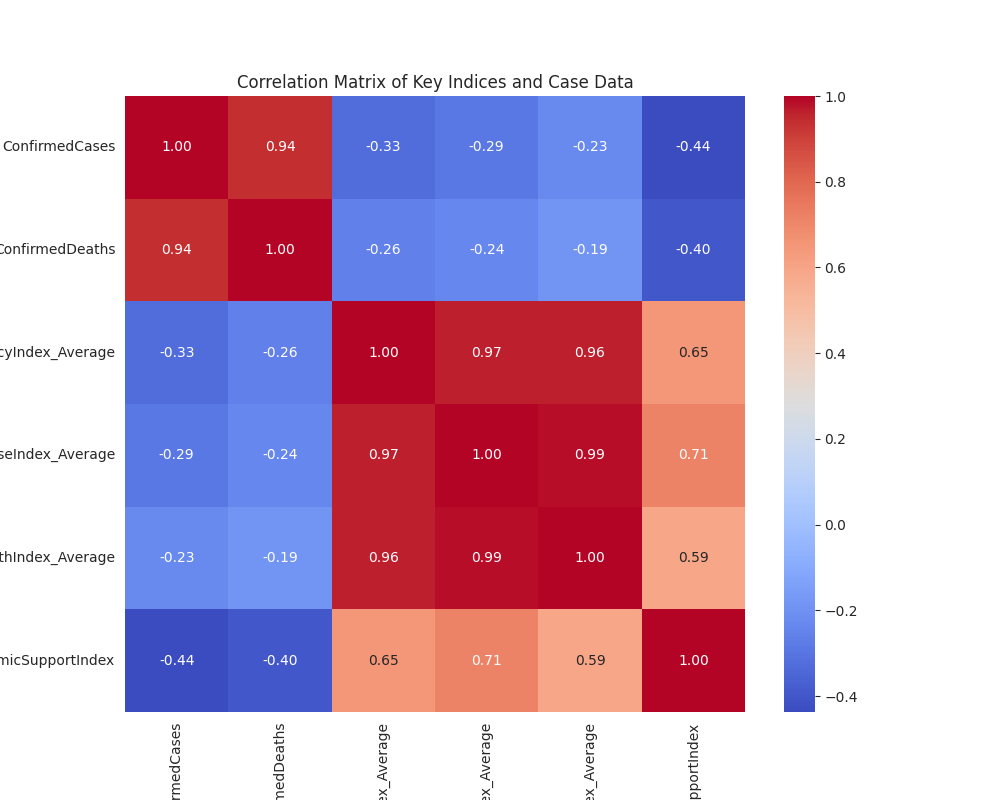 Correlation Matrix of Key Indices and Case Data
ConfirmedCases 1.00 0.94 -0.33 -0.29 -0.23 -0.44
ConfirmedDeaths 0.94 1.00 -0.26 -0.24 -0.19 -0.40
cyIndex_Average -0.33 -0.26 1.00 0.97 0.96 0.65
seIndex_Average -0.29 -0.24 0.97 1.00 0.99 0.71
thIndex_Average -0.23 -0.19 0.96 0.99 1.00 0.59
micSupportIndex -0.44 -0.40 0.65 0.71 0.59 1.00
rmedCases
rmedDeaths
ex_Average
ex_Average
ex_Average
pportIndex
1.0
0.8
0.6
0.4
0.2
0.0
−0.2
−0.4